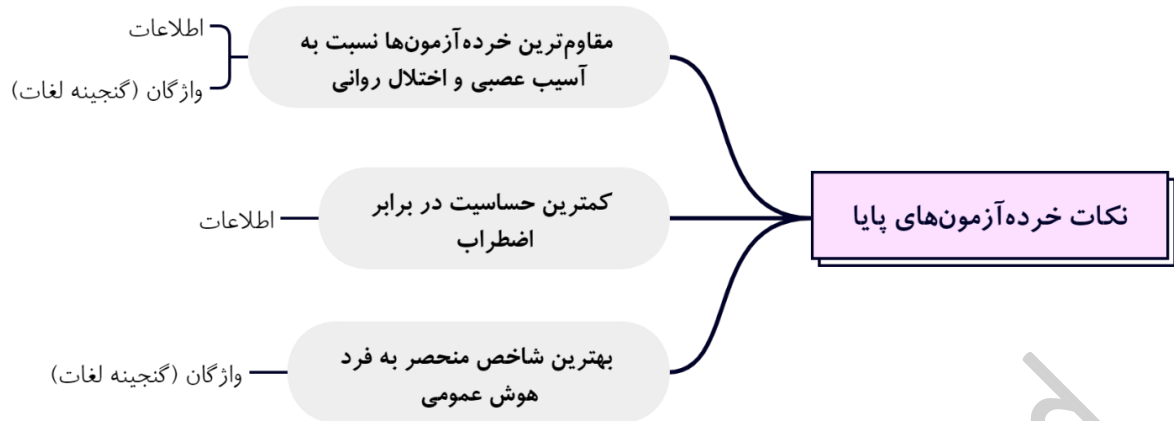 نکات خرده‌آزمون‌های پایا
مقاوم‌ترین خرده‌آزمون‌ها نسبت به
آسیب عصبی و اختلال روانی
اطلاعات
واژگان (گنجینه لغات)
کمترین حساسیت در برابر
اضطراب
اطلاعات
بهترین شاخص منحصر به فرد
هوش عمومی
واژگان (گنجینه لغات)